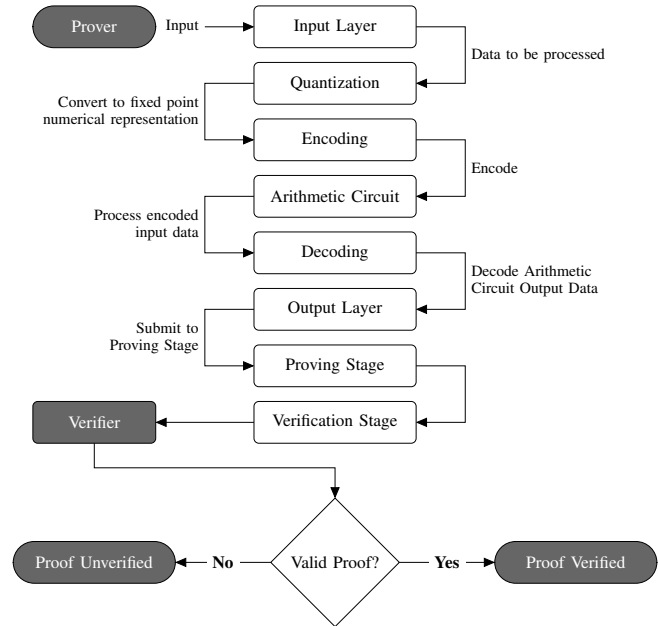 Prover
Input
Input Layer
Data to be processed
Quantization
Convert to fixed point
numerical representation
Encoding
Encode
Arithmetic Circuit
Process encoded
input data
Decoding
Decode Arithmetic
Circuit Output Data
Output Layer
Submit to
Proving Stage
Proving Stage
Verification Stage
Verifier
Valid Proof?
No
Yes
Proof Unverified
Proof Verified